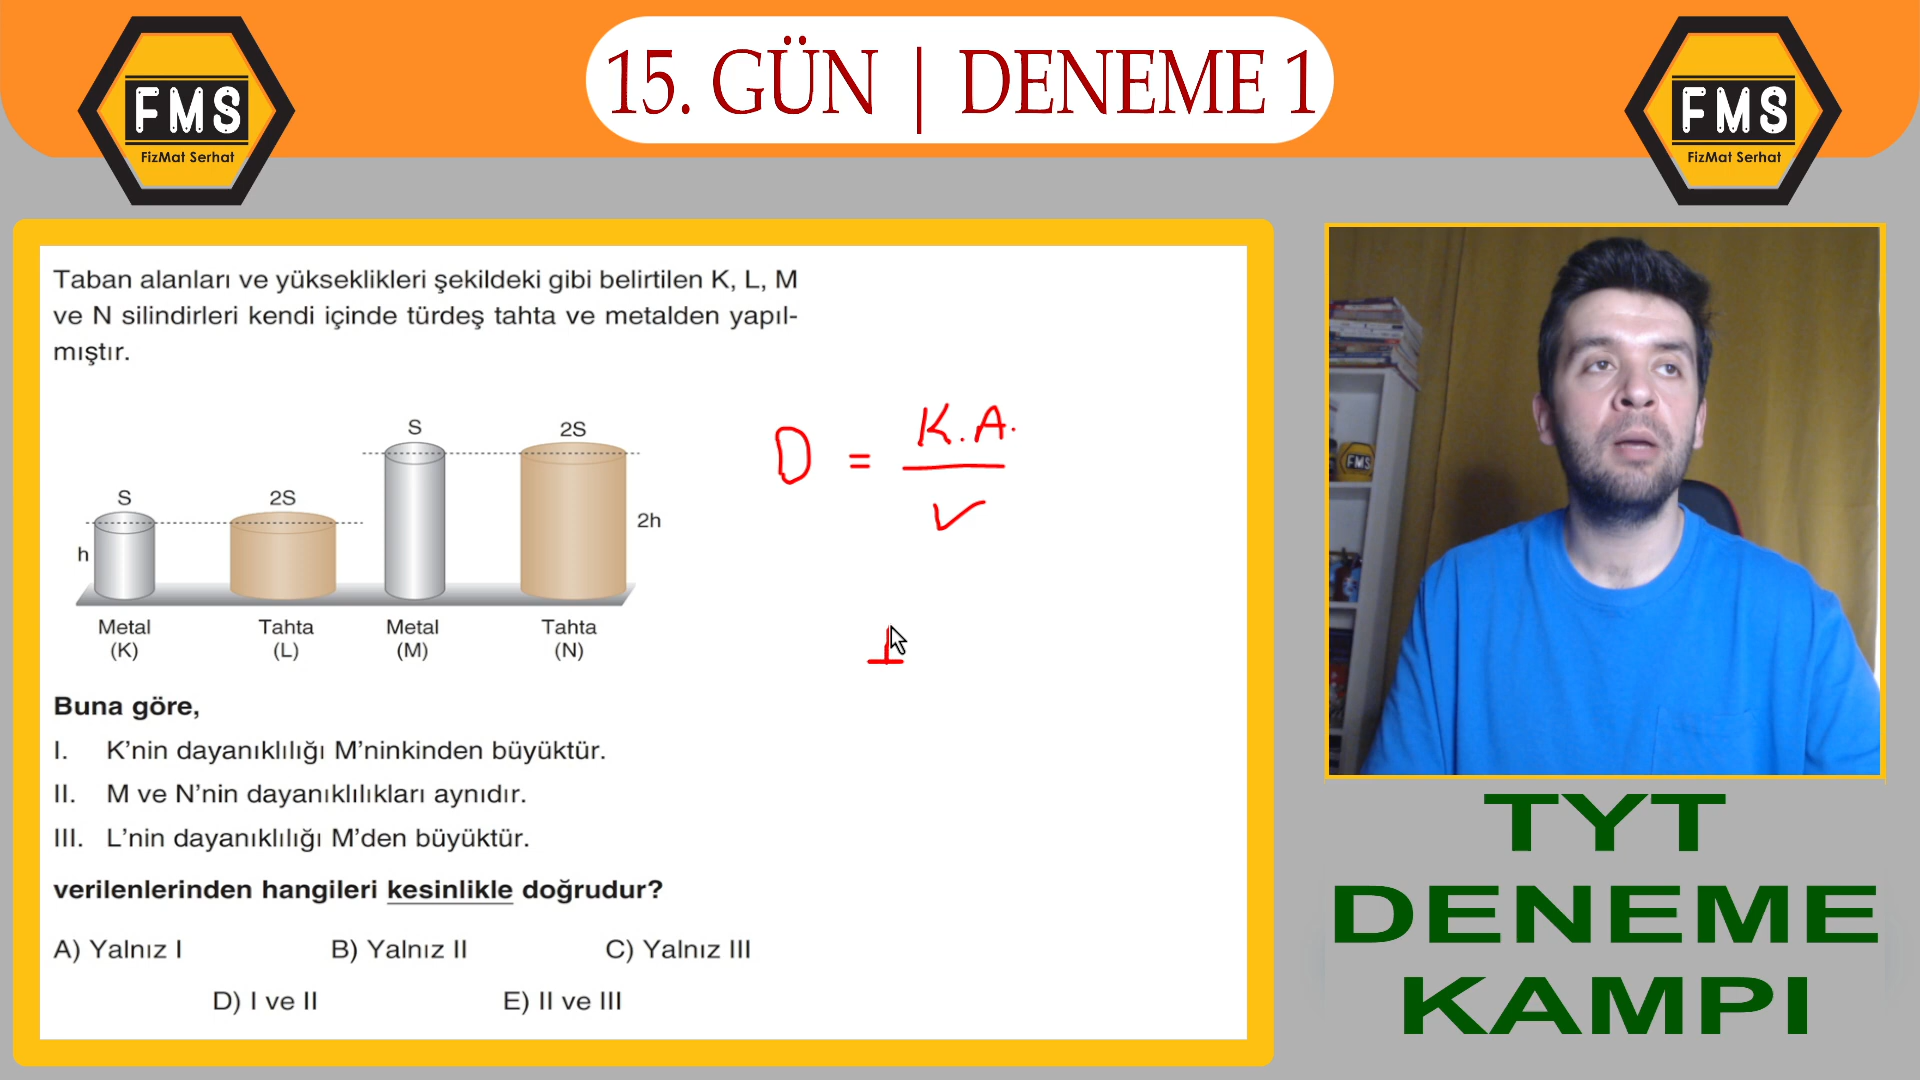 15. GÜN | DENEME 1
FMS
FizMat Serhat
FMS
FizMat Serhat
Taban alanları ve yükseklikleri şekildeki gibi belirtilen K, L, M
ve N silindirleri kendi içinde türdeş tahta ve metalden yapıl-
mıştır.
S
2S
S
2S
h
2h
Metal
(K)
Tahta
(L)
Metal
(M)
Tahta
(N)
D = K.A.
V
Buna göre,
I. K'nin dayanıklılığı M'ninkinden büyüktür.
II. M ve N'nin dayanıklılıkları aynıdır.
III. L'nin dayanıklılığı M'den büyüktür.
verilenlerinden hangileri kesinlikle doğrudur?
A) Yalnız I B) Yalnız II C) Yalnız III
D) I ve II E) II ve III
FMS
TYT
DENEME
KAMPI